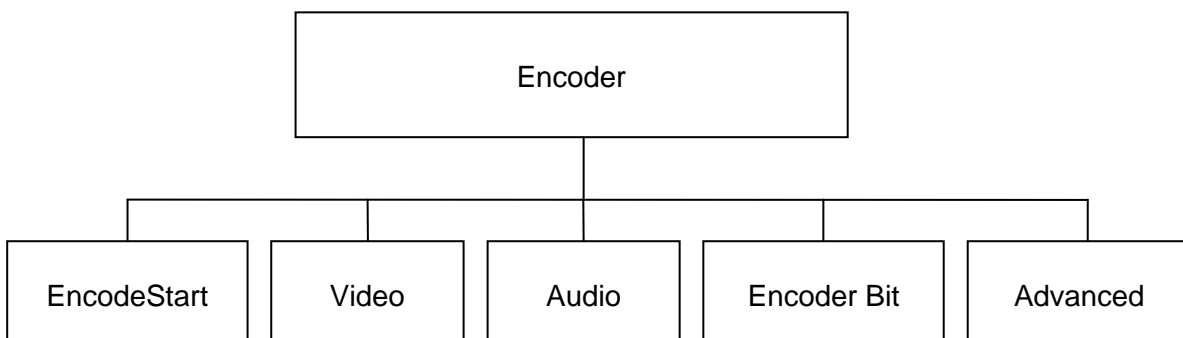 Encoder
EncodeStart
Video
Audio
Encoder Bit
Advanced